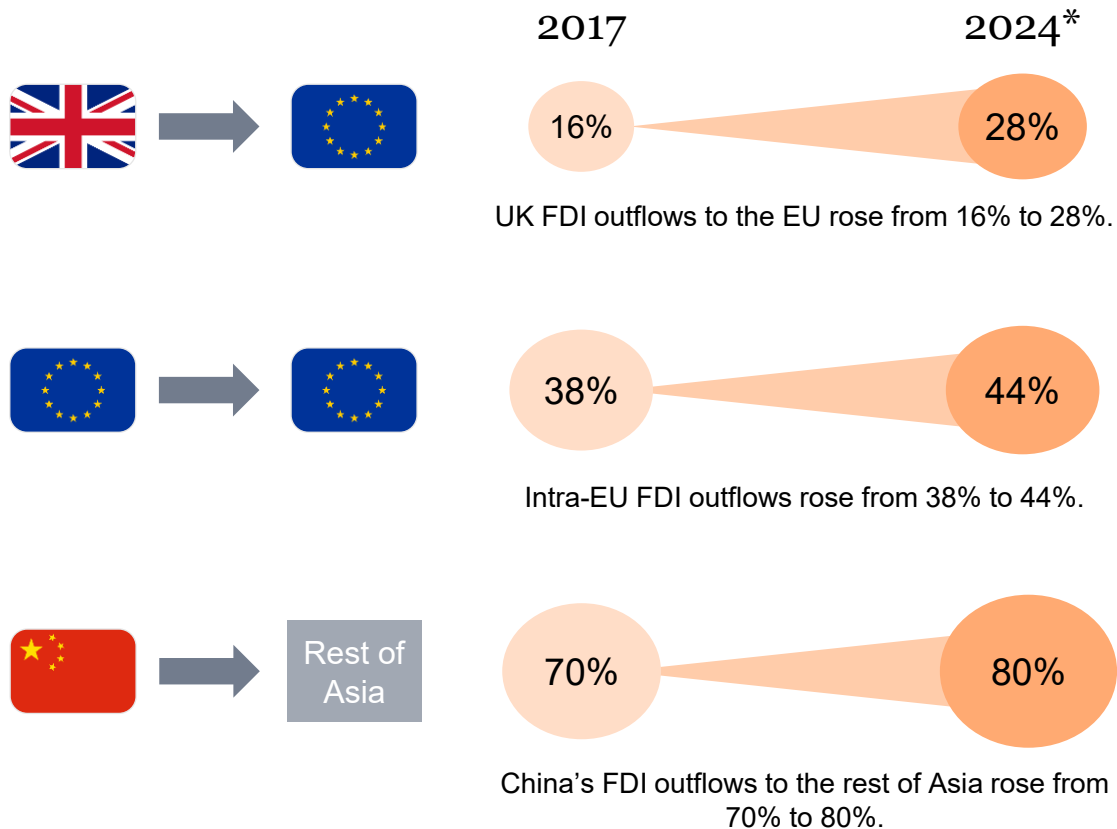 2017
2024*
16%
28%
UK FDI outflows to the EU rose from 16% to 28%.
38%
44%
Intra-EU FDI outflows rose from 38% to 44%.
Rest of
Asia
70%
80%
China’s FDI outflows to the rest of Asia rose from
70% to 80%.